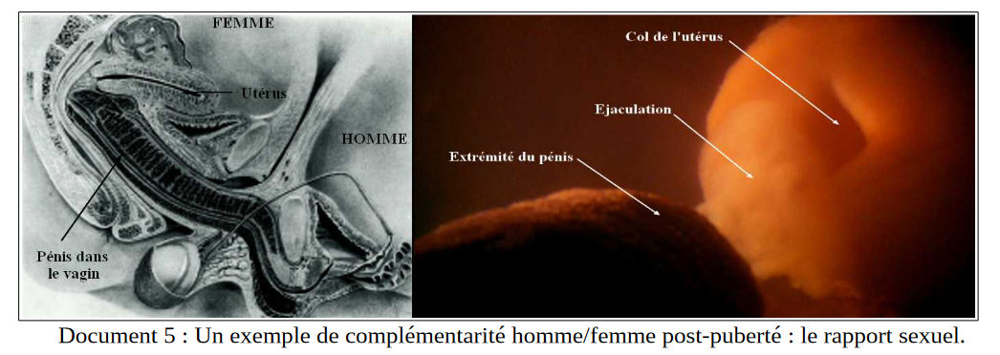 FEMME
Utérus
HOMME
Pénis dans
le vagin
Col de l'utérus
Ejaculation
Extrémité du pénis
Document 5 : Un exemple de complémentarité homme/femme post-puberté : le rapport sexuel.